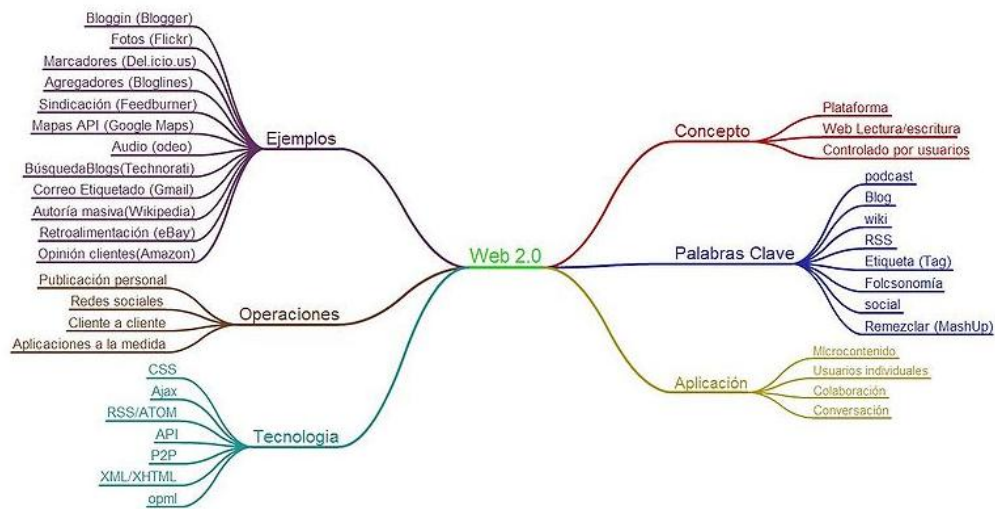 Web 2.0
Ejemplos
Bloggin (Blogger)
Fotos (Flickr)
Marcadores (Del.icio.us)
Agregadores (Bloglines)
Sindicación (Feedburner)
Mapas API (Google Maps)
Audio (odeo)
BúsquedaBlogs(Technorati)
Correo Etiquetado (Gmail)
Autoría masiva(Wikipedia)
Retroalimentación (eBay)
Opinión clientes(Amazon)
Operaciones
Publicación personal
Redes sociales
Cliente a cliente
Aplicaciones a la medida
Tecnologia
CSS
Ajax
RSS/ATOM
API
P2P
XML/XHTML
opml
Concepto
Plataforma
Web Lectura/escritura
Controlado por usuarios
Palabras Clave
podcast
Blog
wiki
RSS
Etiqueta (Tag)
Folcsonomía
social
Remezclar (MashUp)
Aplicación
Microcontenido
Usuarios individuales
Colaboración
Conversación